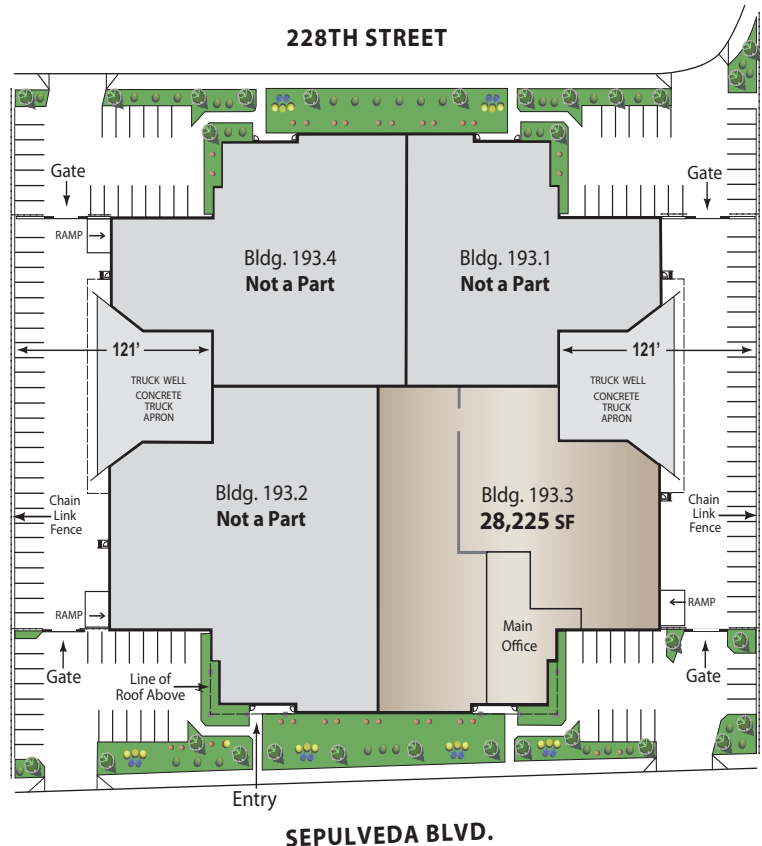 228TH STREET
Gate
Gate
RAMP
Bldg. 193.4
Not a Part
Bldg. 193.1
Not a Part
121’
121’
TRUCK WELL
CONCRETE
TRUCK
APRON
TRUCK WELL
CONCRETE
TRUCK
APRON
Bldg. 193.2
Not a Part
Bldg. 193.3
28,225 SF
Chain
Link
Fence
Chain
Link
Fence
RAMP
RAMP
Main
Office
Gate
Line of
Roof Above
Gate
Entry
SEPULVEDA BLVD.